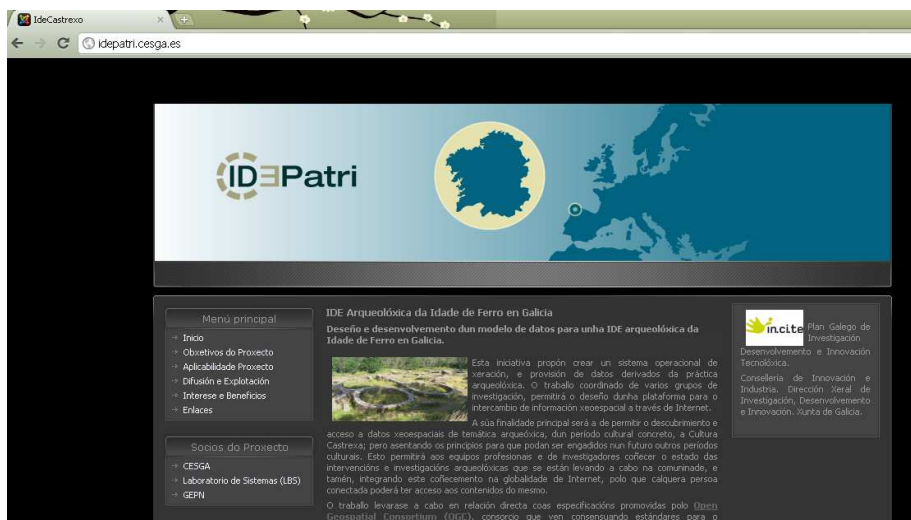 IdeCastrexo
idepatri.cesga.es
IDEPatri
Menú principal
Inicio
Obxetivos do Proxecto
Aplicabilidade Proxecto
Difusión e Explotación
Interese e Beneficios
Enlaces
Socios do Proxecto
CESGA
Laboratorio de Sistemas (LBS)
GEPN
IDE Arqueolóxica da Idade de Ferro en Galicia
Deseño e desenvolvemento dun modelo de datos para unha IDE arqueolóxica da
Idade de Ferro en Galicia.
Esta iniciativa propón crear un sistema operacional de
xeración, e provisión de datos derivados da práctica
arqueolóxica. O traballo coordinado de varios grupos de
investigación, permitirá o deseño dunha plataforma para o
intercambio de información xeoespacial a través de Internet.
A súa finalidade principal será a de permitir o descubrimento e
acceso a datos xeoespaciais de temática arqueóxica, dun período cultural concreto, a Cultura
Castrexa; pero asentando os principios para que podan ser engadidos nun futuro outros períodos
culturais. Esto permitirá aos equipos profesionais e de investigadores coñecer o estado das
intervencións e investigacións arqueolóxicas que se están levando a cabo na comuninade, e
tamén, integrando este coñecemento na globalidade de Internet, polo que calquera persoa
conectada poderá ter acceso aos contenidos do mesmo.
O traballo levarase a cabo en relación directa coas especificacións promovidas polo Open
Geospatial Consortium (OGC), consorcio que ven consensuando estándares para o
in.cite Plan Galego de
Investigación
Desenvolvemento e Innovación
Tecnolóxica.
Consellería de Innovación e
Industria. Dirección Xeral de
Investigación, Desenvolvemento
e Innovación. Xunta de Galicia.